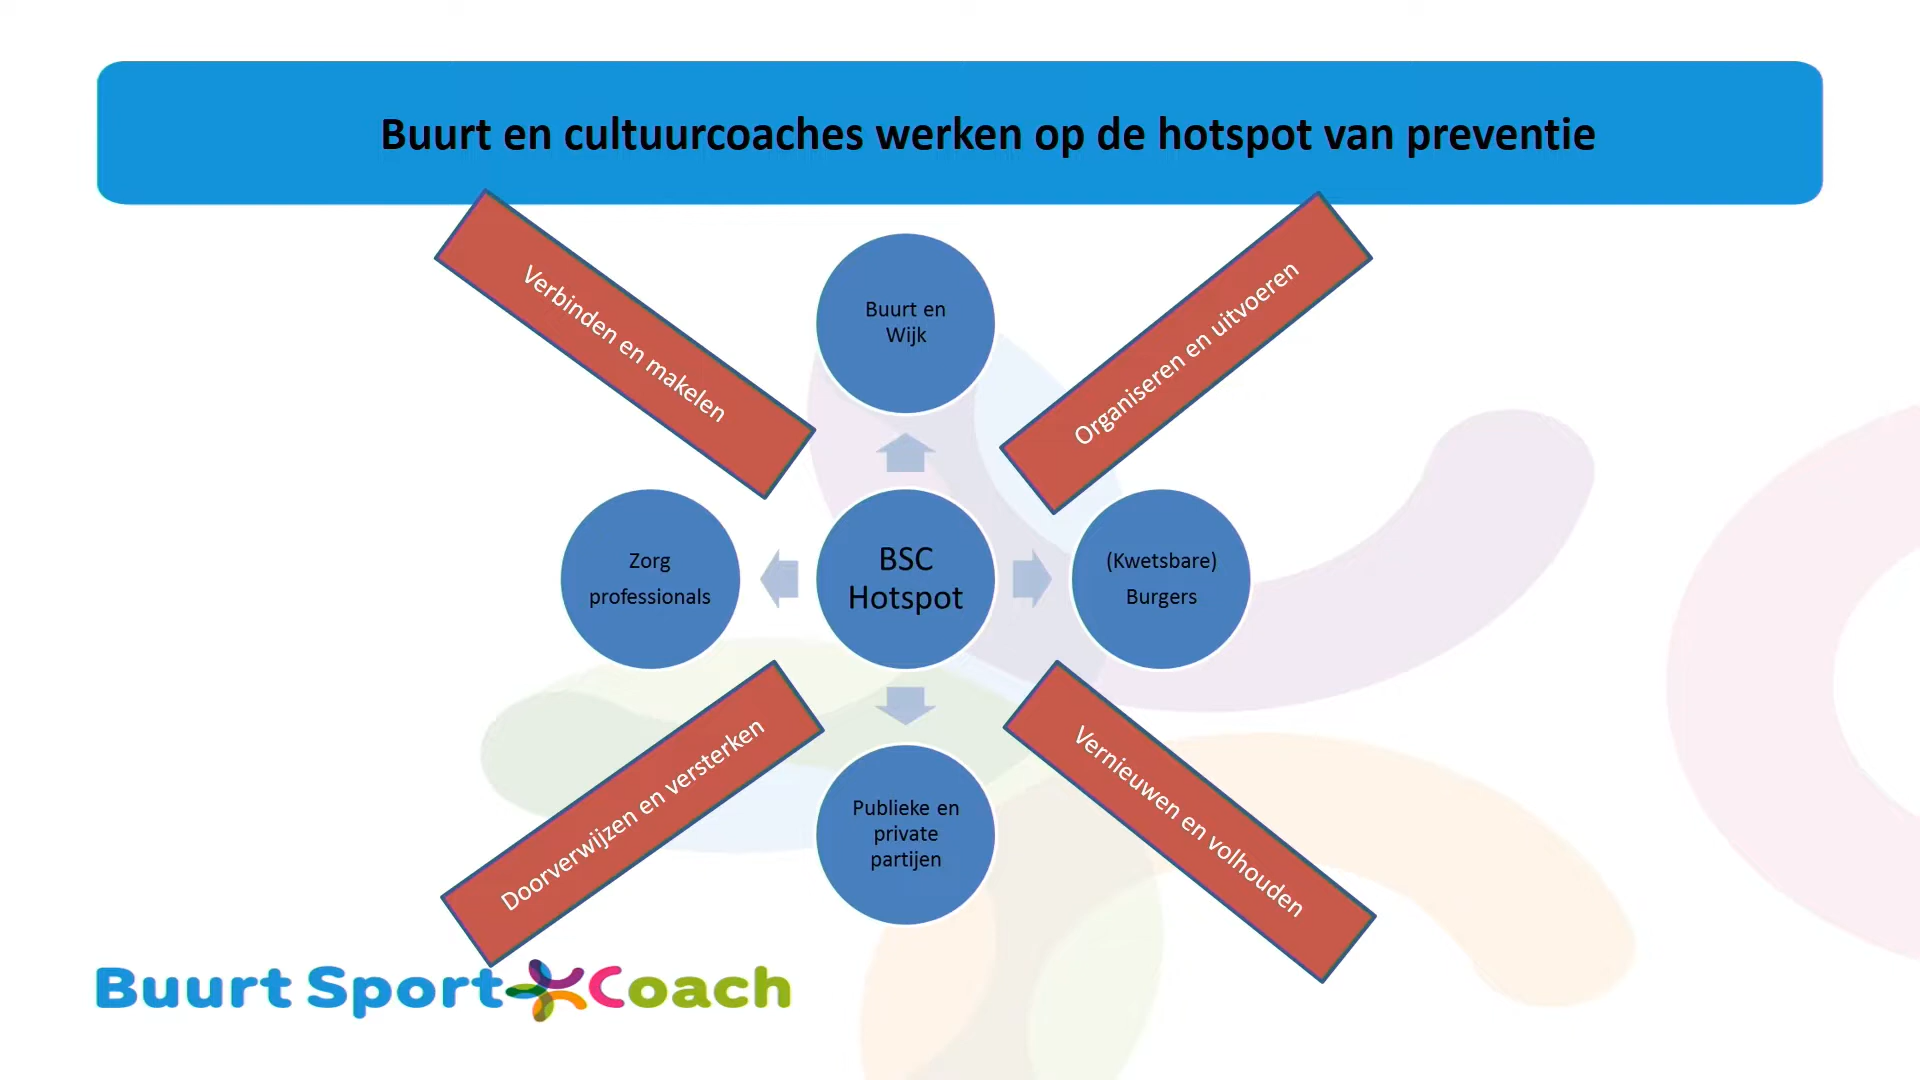 Buurt en cultuurcoaches werken op de hotspot van preventie
Verbinden en makelen
Buurt en
Wijk
Organiseren en uitvoeren
Zorg
professionals
BSC
Hotspot
(Kwetsbare)
Burgers
Doorverwijzen en versterken
Publieke en
private
partijen
Vernieuwen en volhouden
Buurt Sport Coach